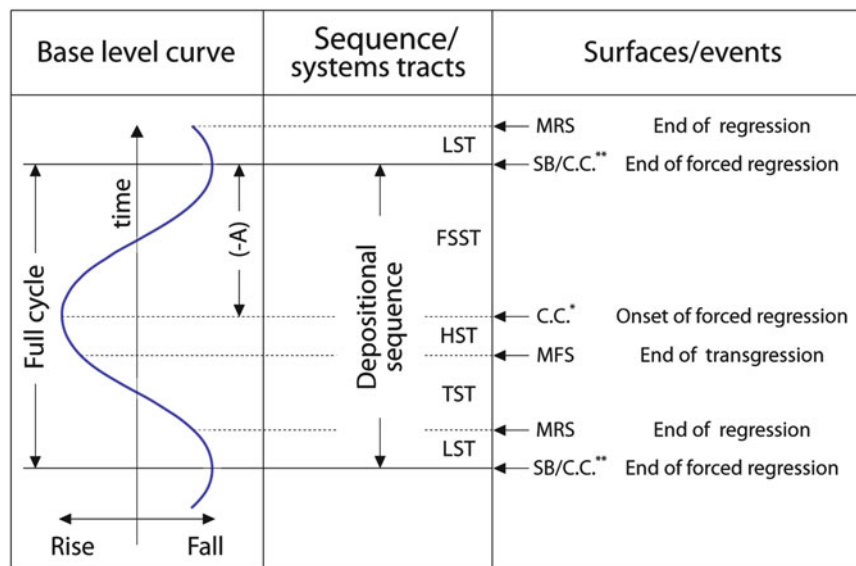 Base level curve
Sequence/
systems tracts
Surfaces/events
LST
MRS End of regression
SB/C.C.** End of forced regression
time
(-A)
Full cycle
FSST
Depositional
sequence
C.C.* Onset of forced regression
HST
MFS End of transgression
TST
MRS End of regression
LST
SB/C.C.** End of forced regression
Rise Fall